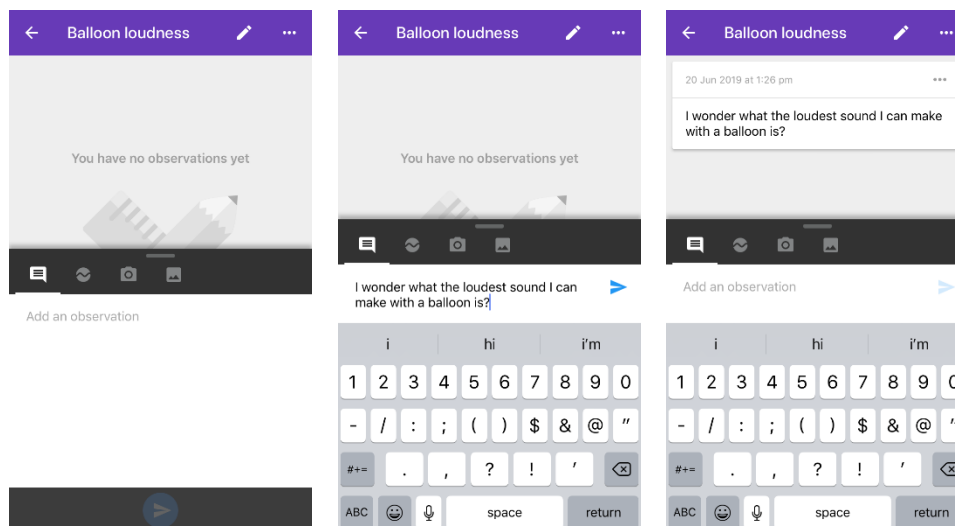 Balloon loudness
You have no observations yet
Add an observation
Balloon loudness
You have no observations yet
I wonder what the loudest sound I can
make with a balloon is?
i hi i'm
1 2 3 4 5 6 7 8 9 0
- / : ; ( ) $ & @ "
#+= . , ? ! ' 
ABC space return
Balloon loudness
20 Jun 2019 at 1:26 pm
I wonder what the loudest sound I can make
with a balloon is?
Add an observation
i hi i'm
1 2 3 4 5 6 7 8 9 0
- / : ; ( ) $ & @ "
#+= . , ? ! '
ABC space return